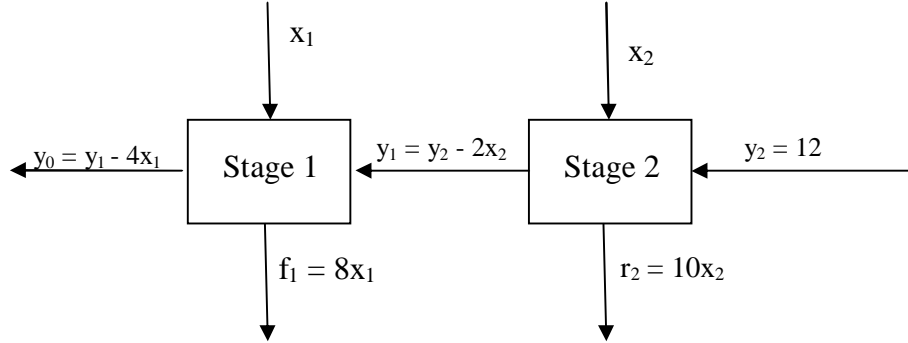 x₁
x₂
y₀ = y₁ - 4x₁
Stage 1
y₁ = y₂ - 2x₂
Stage 2
y₂ = 12
f₁ = 8x₁
r₂ = 10x₂